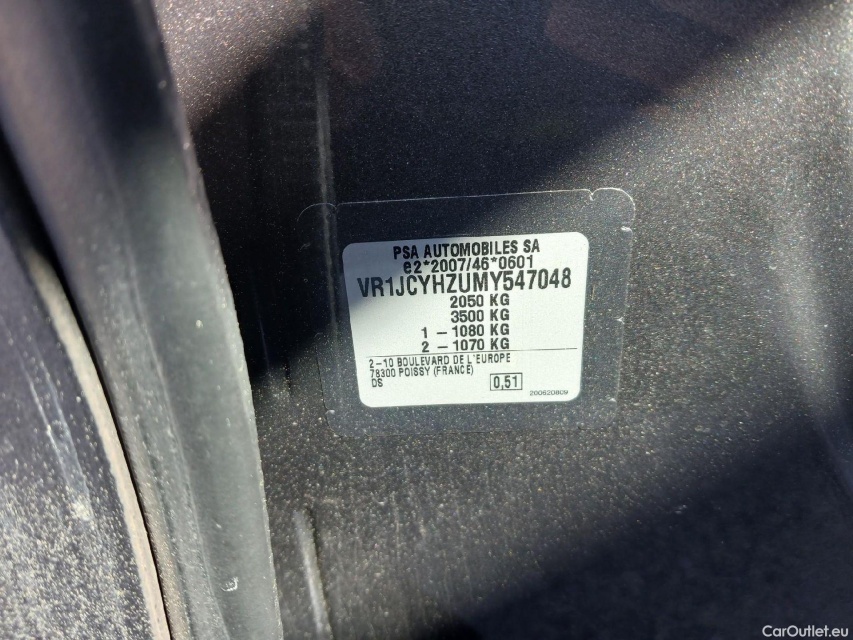 PSA AUTOMOBILES SA
e2*2007/46*0601
VR1JCYHZUMY547048
2050 KG
3500 KG
1 – 1080 KG
2 – 1070 KG
2–10 BOULEVARD DE L'EUROPE
78300 POISSY (FRANCE)
DS
0,51
200620809
CarOutlet.eu